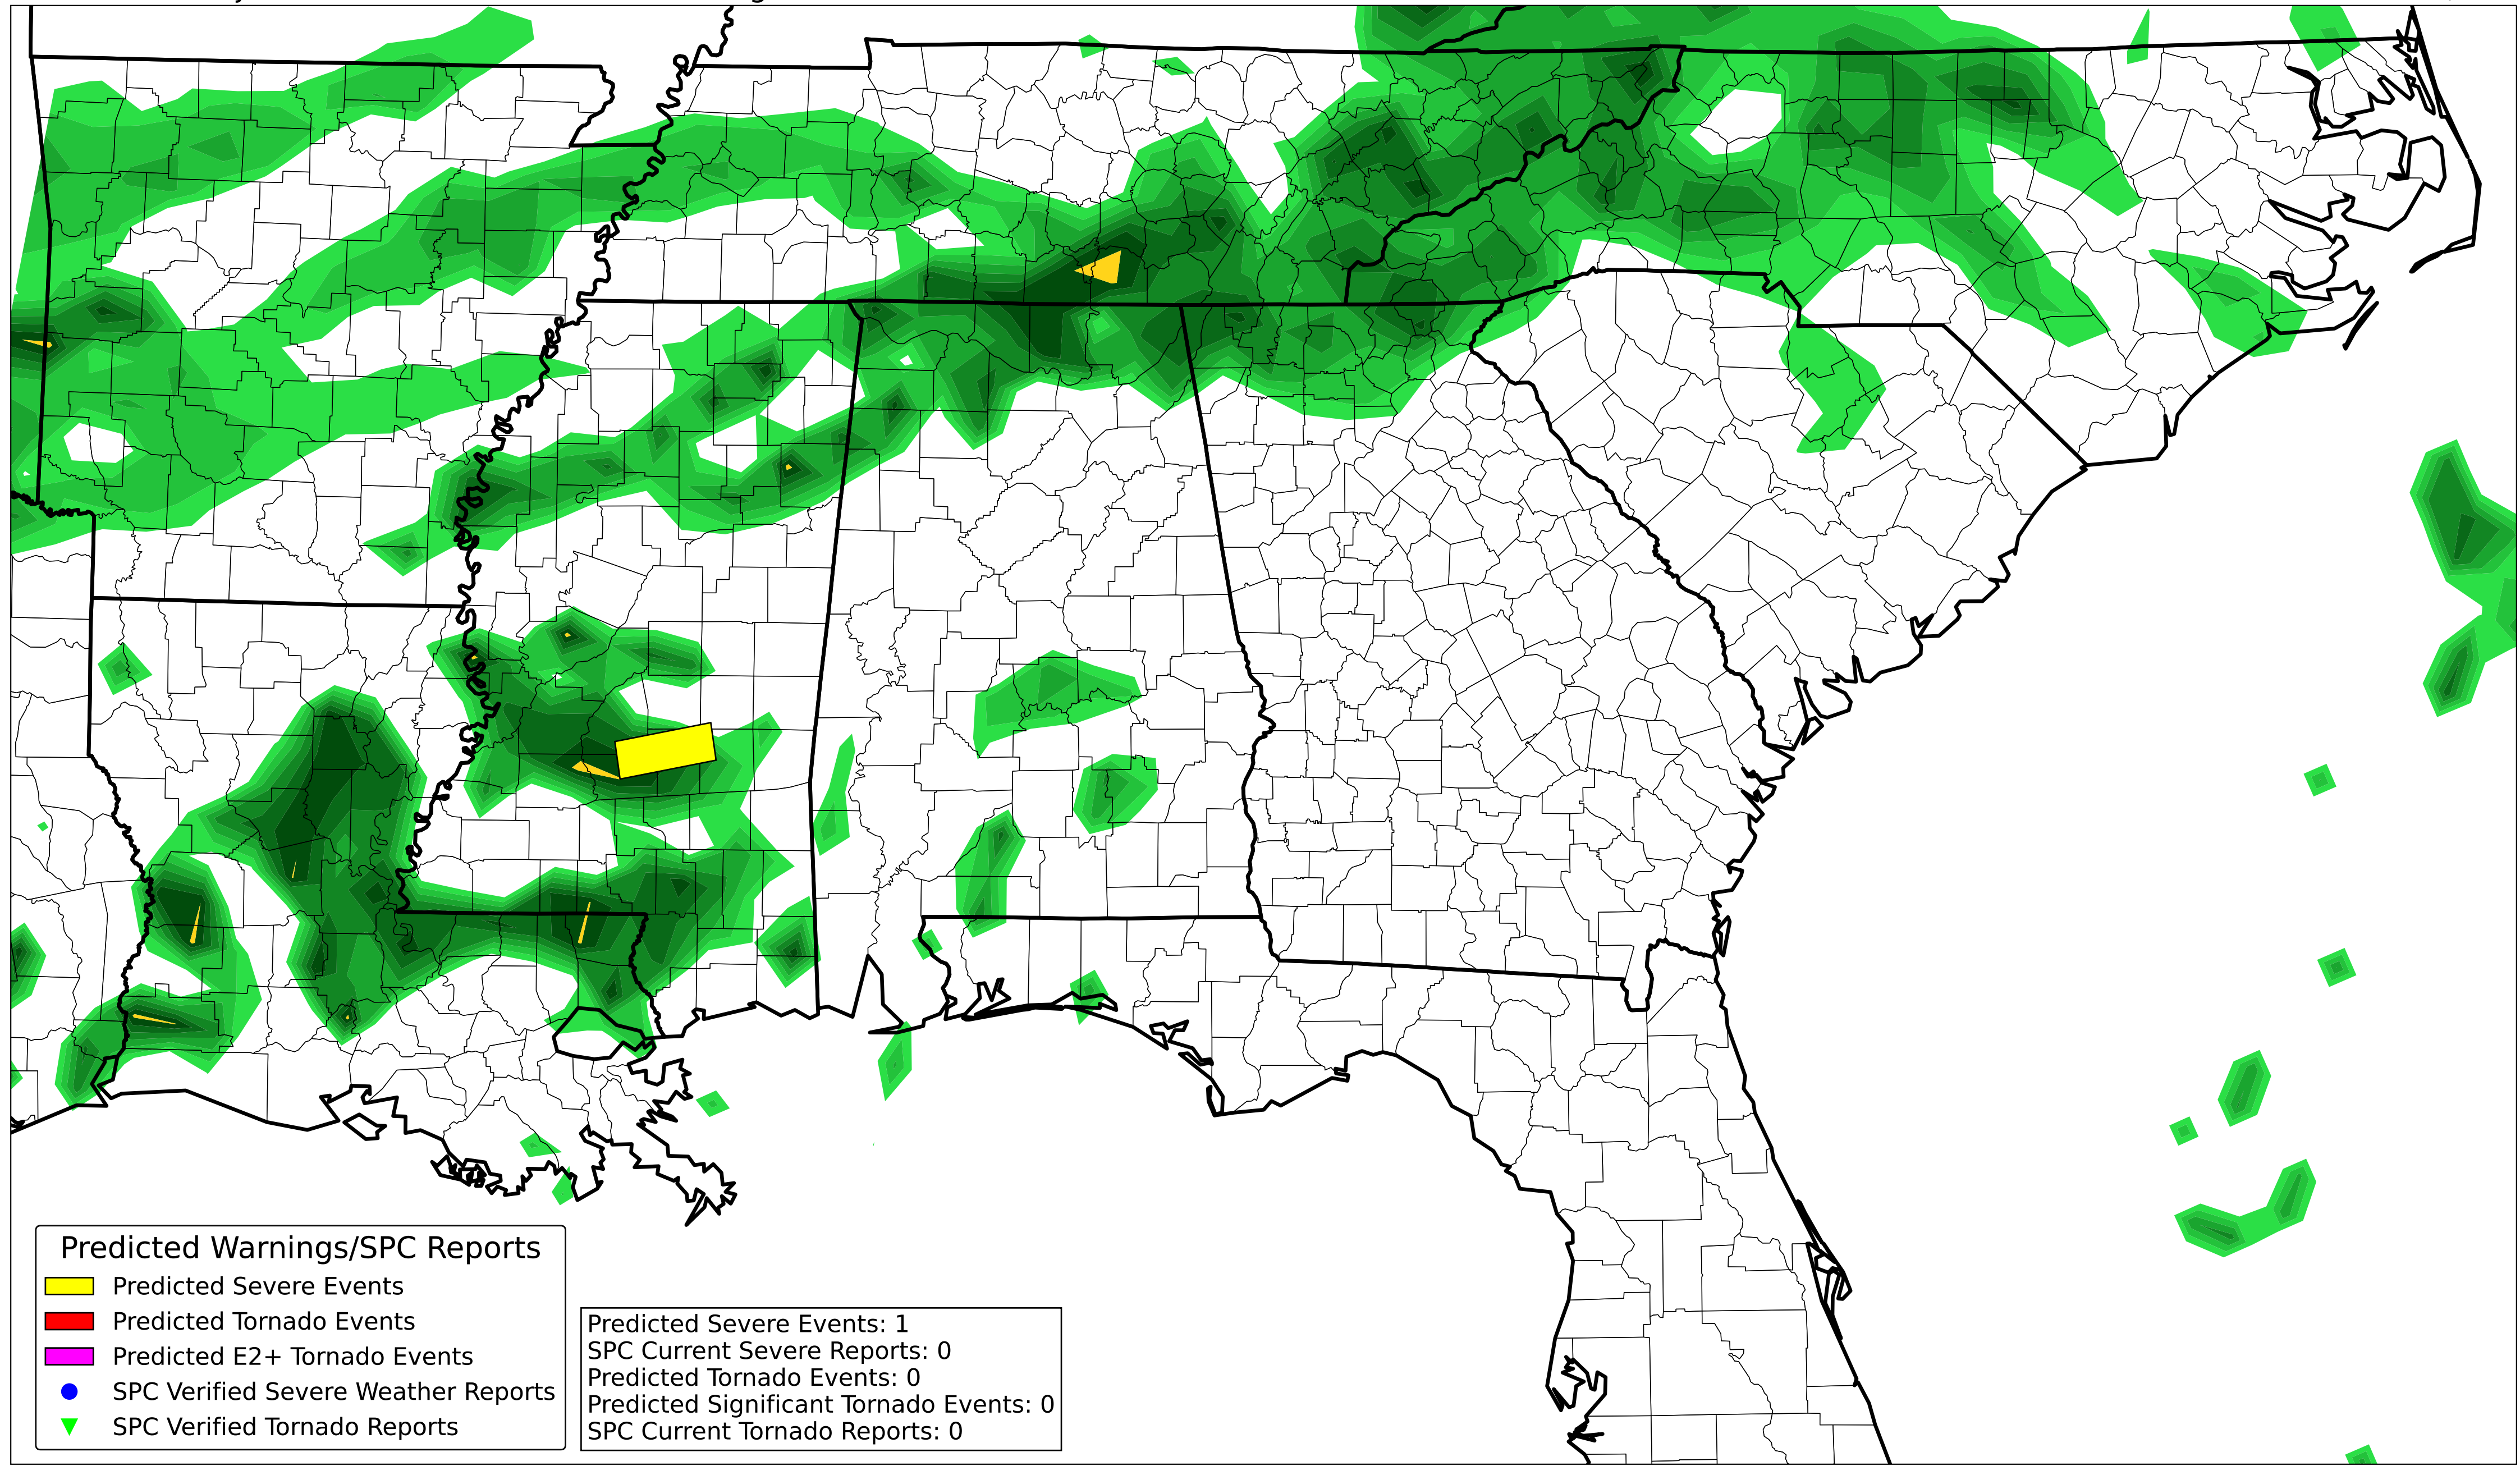 Predicted Warnings/SPC Reports
Predicted Severe Events
Predicted Tornado Events
Predicted E2+ Tornado Events
SPC Verified Severe Weather Reports
SPC Verified Tornado Reports
Predicted Severe Events: 1
SPC Current Severe Reports: 0
Predicted Tornado Events: 0
Predicted Significant Tornado Events: 0
SPC Current Tornado Reports: 0